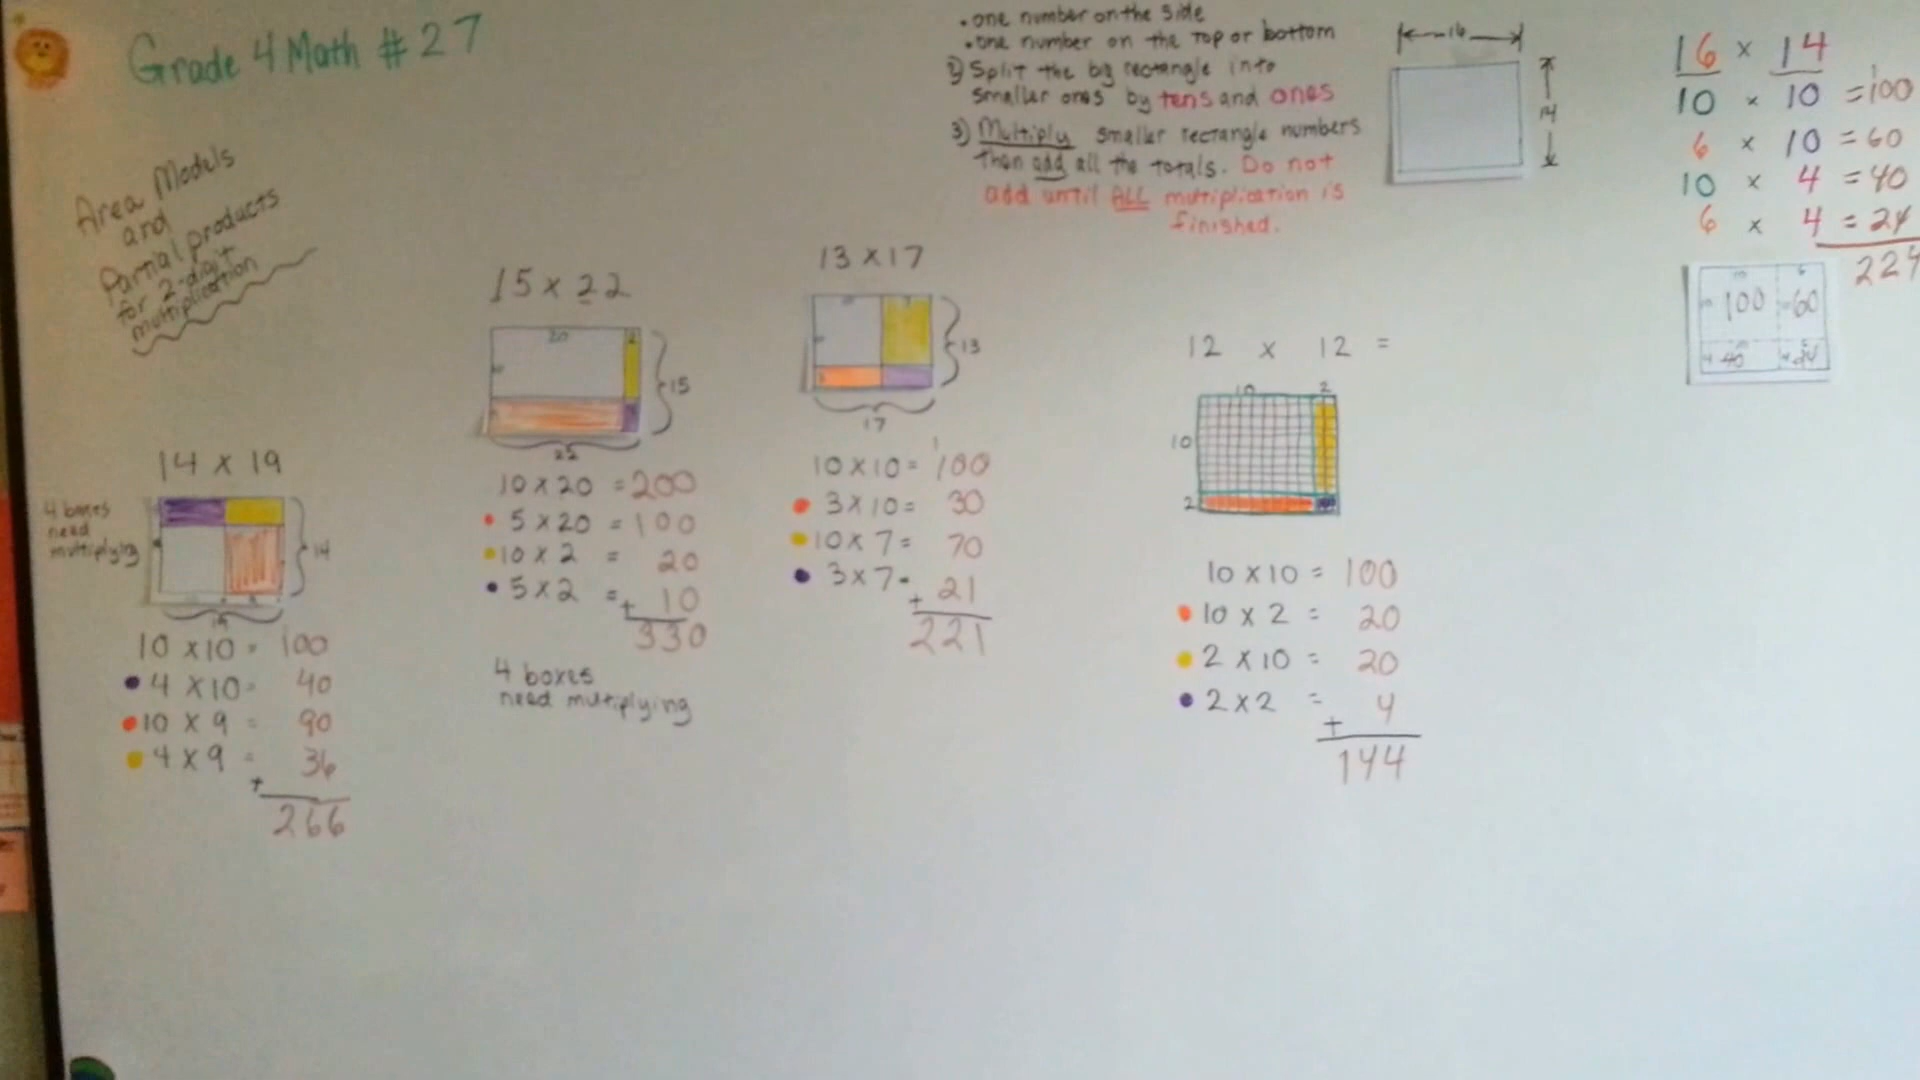 Grade 4 Math # 27
Area Models
and
Partial products
for 2-digit
multiplication
• one number on the side
• one number on the top or bottom
2) Split the big rectangle into
smaller ones by tens and ones
3) Multiply smaller rectangle numbers
Then add all the totals. Do not
add until ALL multiplication is
finished.
16
14
16 x 14
10 x 10 = 100
6 x 10 = 60
10 x 4 = 40
6 x 4 = 24
224
10 6
100 60
40 24
14 x 19
4 boxes
need
multiplying
14
19
10 x 10 = 100
• 4 x 10 = 40
• 10 x 9 = 90
• 4 x 9 = 36
+
266
15 x 22
20 2
15
22
10 x 20 = 200
• 5 x 20 = 100
• 10 x 2 = 20
• 5 x 2 = + 10
330
4 boxes
need multiplying
13 x 17
13
17
10 x 10 = 100
• 3 x 10 = 30
• 10 x 7 = 70
• 3 x 7 = + 21
221
12 x 12 =
10 2
10
2
10 x 10 = 100
• 10 x 2 = 20
• 2 x 10 = 20
• 2 x 2 = + 4
144